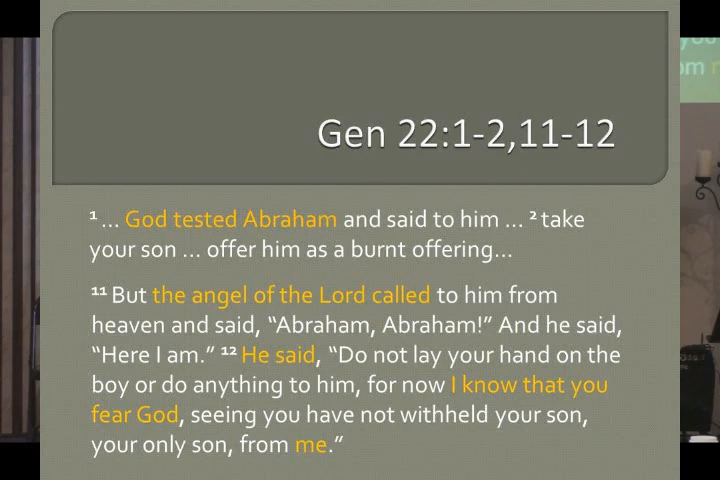 Gen 22:1-2,11-12
1 ... God tested Abraham and said to him ... 2 take
your son ... offer him as a burnt offering...
11 But the angel of the Lord called to him from
heaven and said, “Abraham, Abraham!” And he said,
“Here I am.” 12 He said, “Do not lay your hand on the
boy or do anything to him, for now I know that you
fear God, seeing you have not withheld your son,
your only son, from me.”